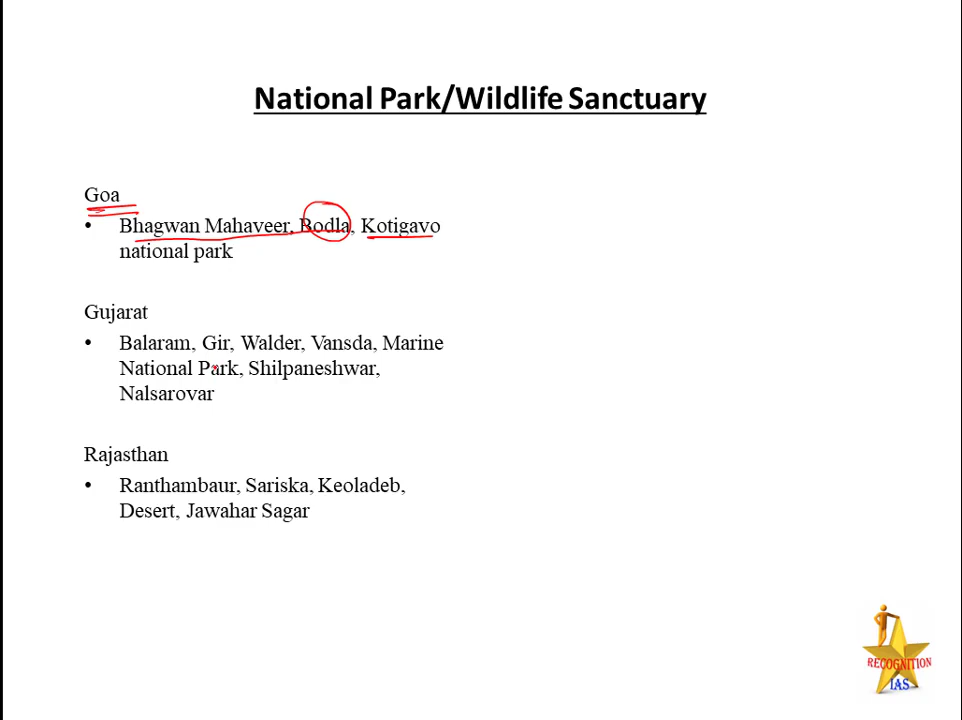 National Park/Wildlife Sanctuary
Goa
• Bhagwan Mahaveer, Bodla, Kotigavo
national park
Gujarat
• Balaram, Gir, Walder, Vansda, Marine
National Park, Shilpaneshwar,
Nalsarovar
Rajasthan
• Ranthambaur, Sariska, Keoladeb,
Desert, Jawahar Sagar
RECOGNITION
IAS